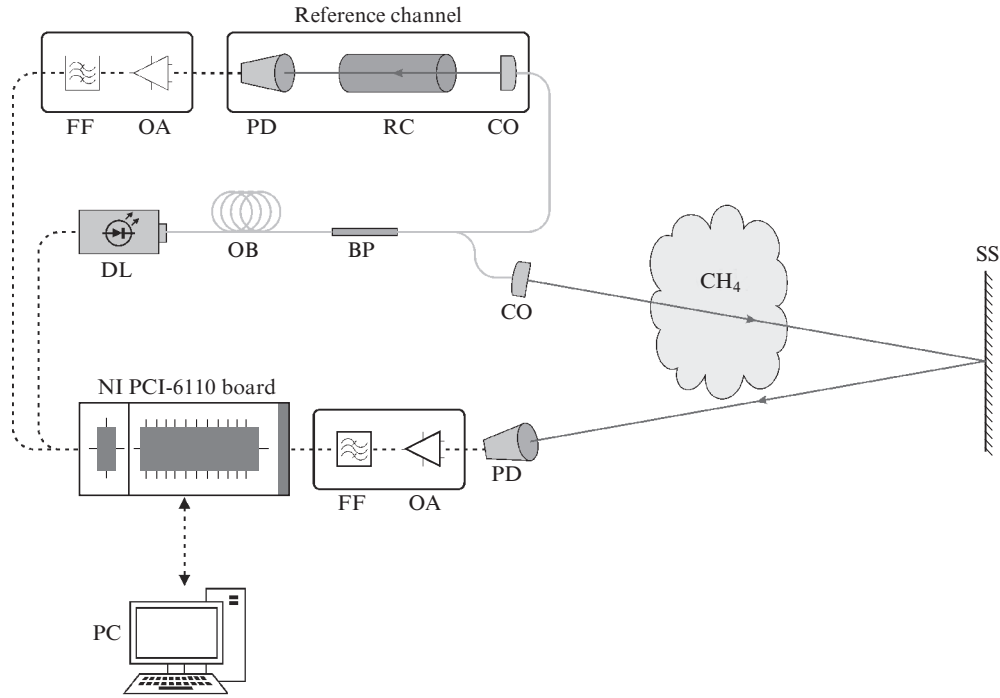 Reference channel
FF OA PD RC CO
DL OB BP
CO
CH₄
SS
NI PCI-6110 board
FF OA PD
PC